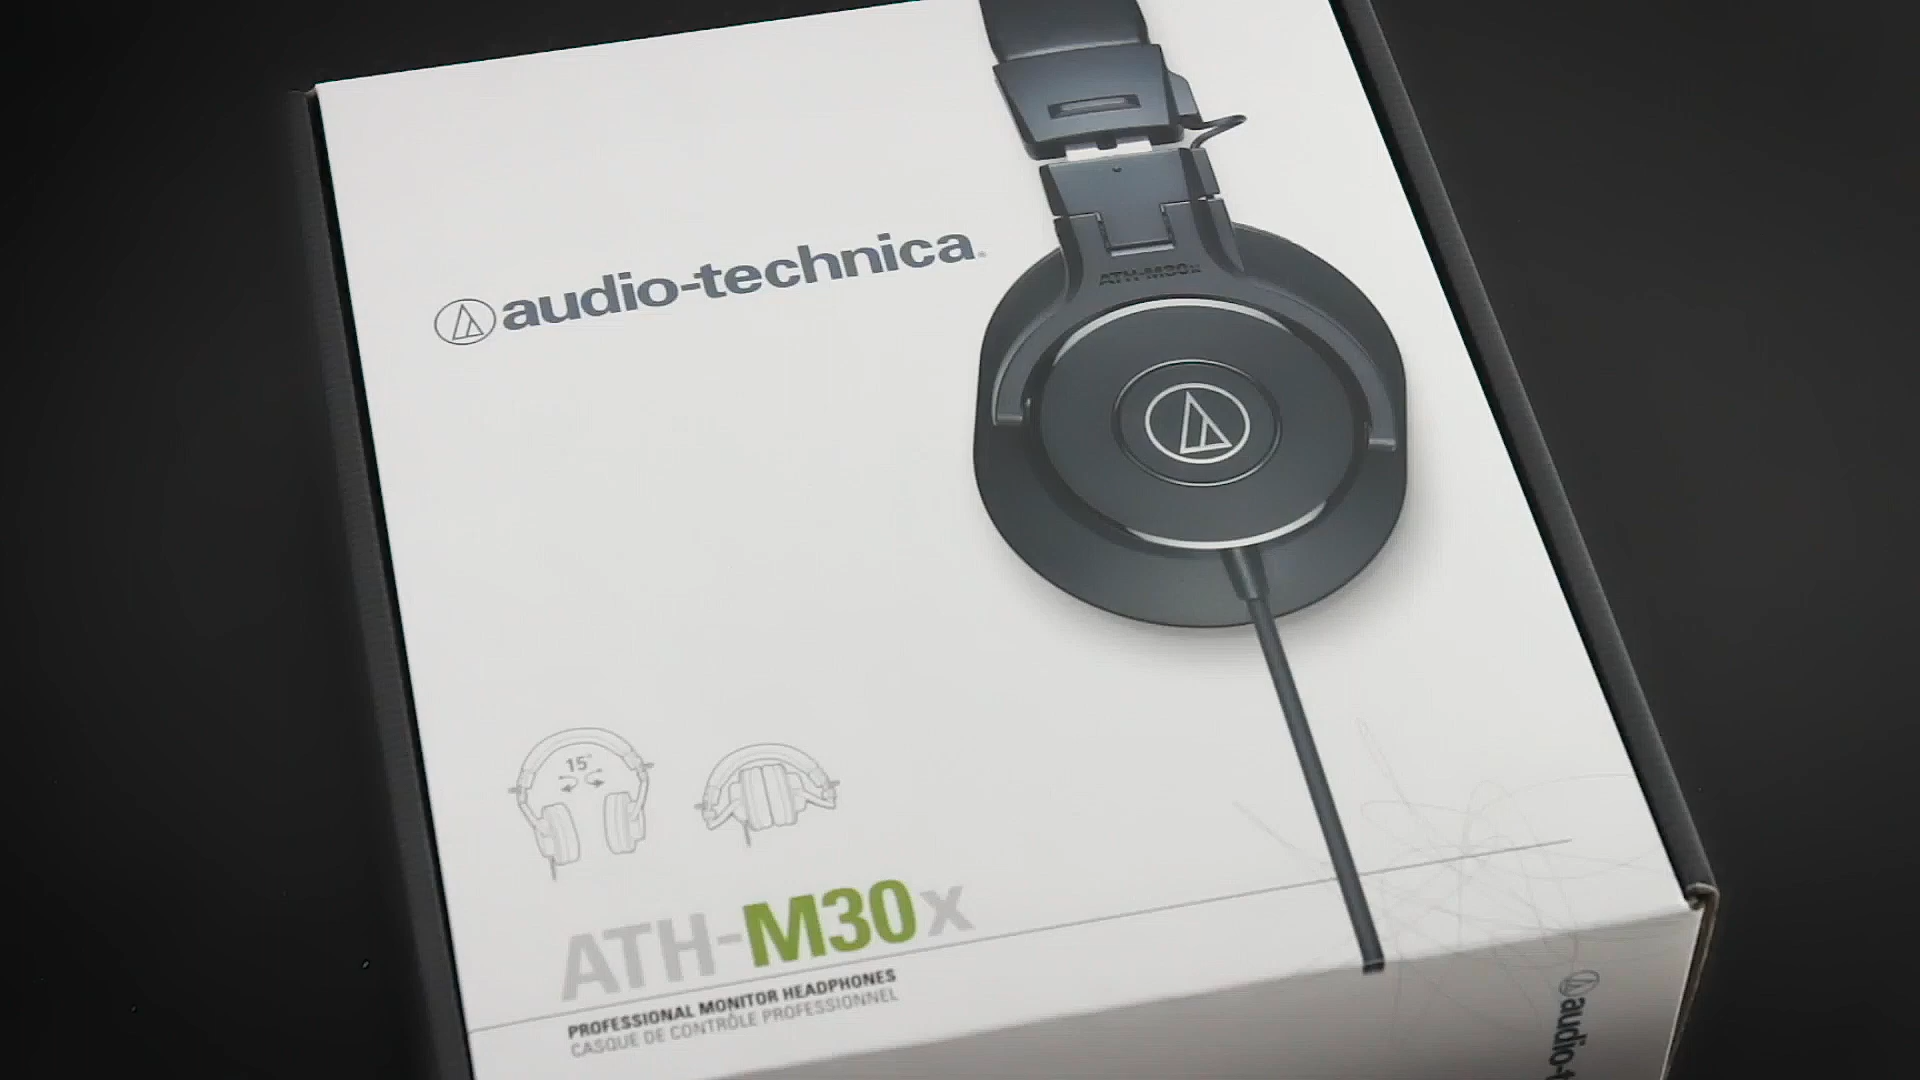 audio-technica®
ATH-M30x
15°
ATH-M30x
PROFESSIONAL MONITOR HEADPHONES
CASQUE DE CONTRÔLE PROFESSIONNEL
audio-t